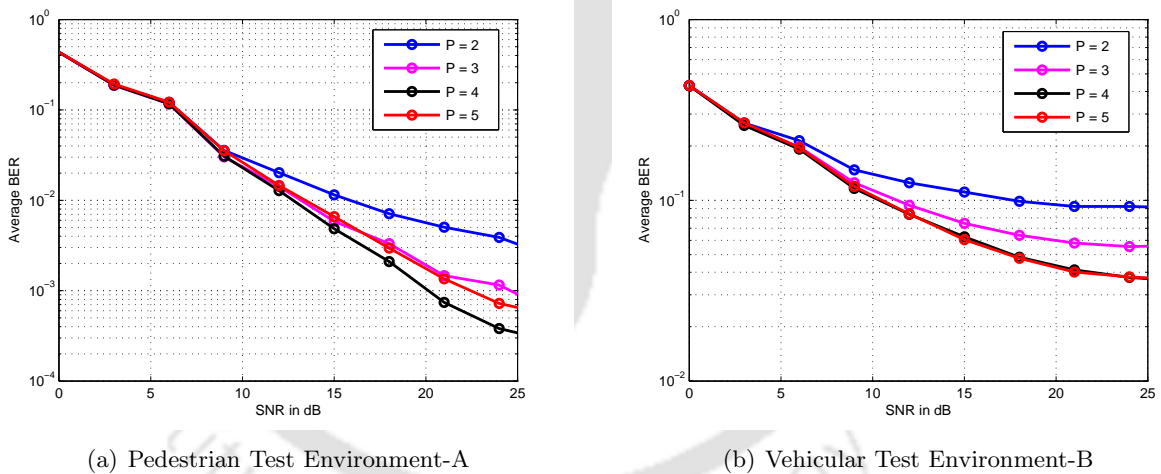 10^0
10^-1
10^-2
10^-3
10^-4
Average BER
0 5 10 15 20 25
SNR in dB
P = 2
P = 3
P = 4
P = 5
(a) Pedestrian Test Environment-A
10^0
10^-1
10^-2
Average BER
0 5 10 15 20 25
SNR in dB
P = 2
P = 3
P = 4
P = 5
(b) Vehicular Test Environment-B